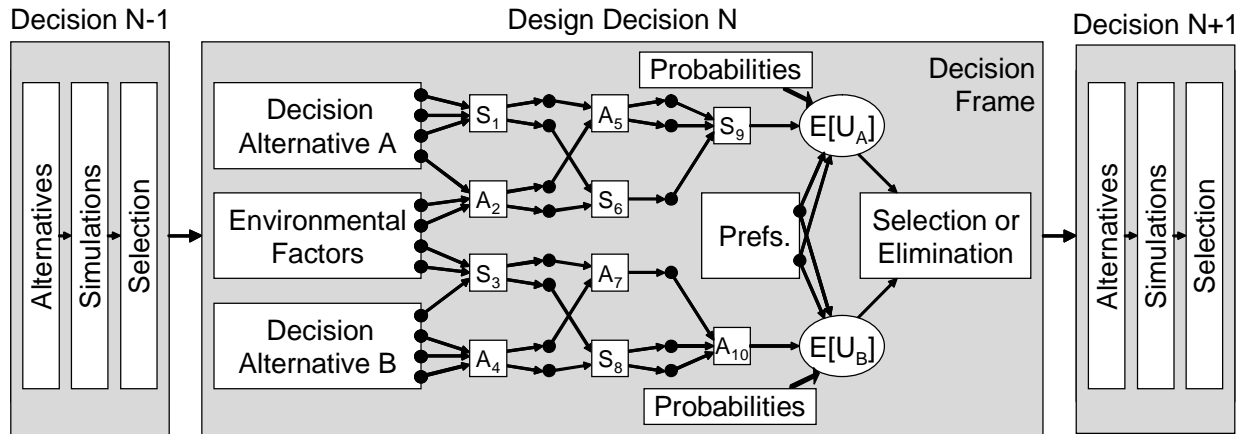 Decision N-1
Design Decision N
Decision N+1
Alternatives
Simulations
Selection
Decision
Alternative A
Environmental
Factors
Decision
Alternative B
S1
A2
S3
A4
A5
S6
A7
S8
S9
A10
Probabilities
E[UA]
Prefs.
E[UB]
Probabilities
Decision
Frame
Selection or
Elimination
Alternatives
Simulations
Selection